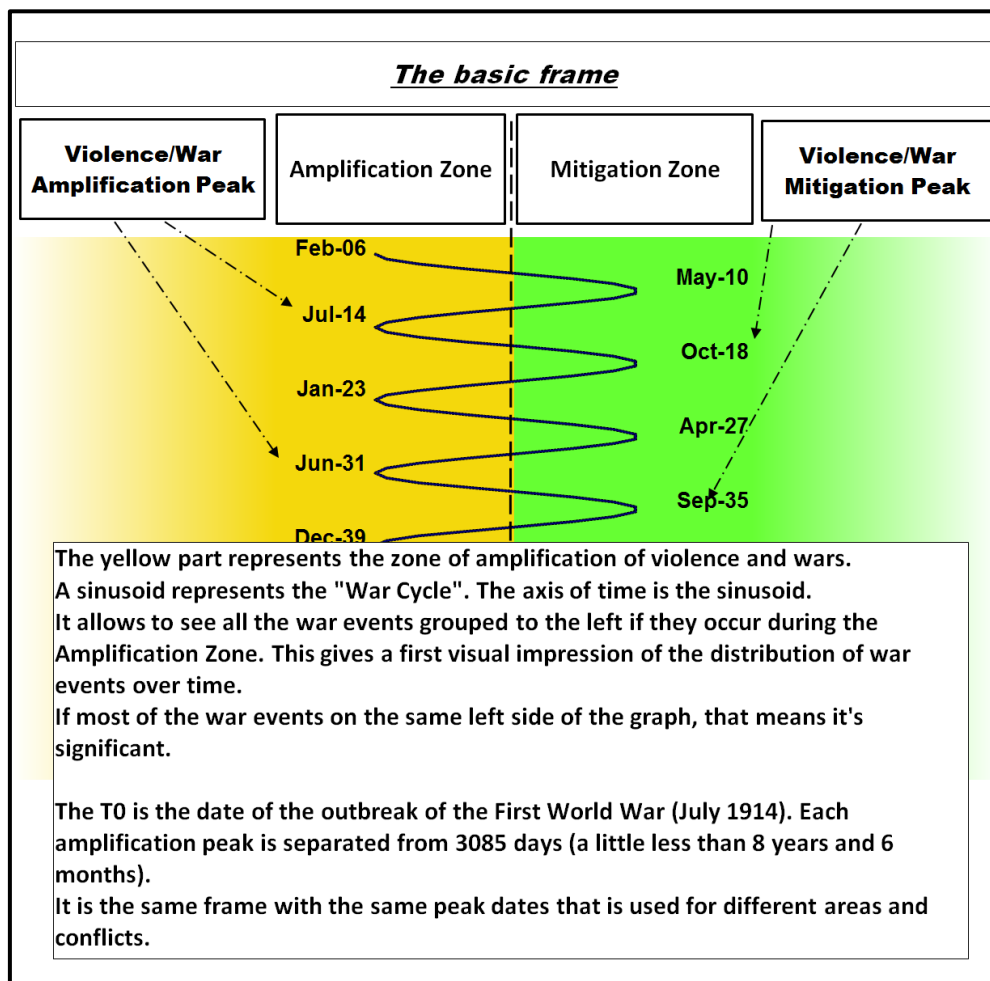 The basic frame
Violence/War
Amplification Peak
Amplification Zone
Mitigation Zone
Violence/War
Mitigation Peak
Feb-06
May-10
Jul-14
Oct-18
Jan-23
Apr-27
Jun-31
Sep-35
Dec-39
The yellow part represents the zone of amplification of violence and wars.
A sinusoid represents the "War Cycle". The axis of time is the sinusoid.
It allows to see all the war events grouped to the left if they occur during the
Amplification Zone. This gives a first visual impression of the distribution of war
events over time.
If most of the war events on the same left side of the graph, that means it's
significant.
The T0 is the date of the outbreak of the First World War (July 1914). Each
amplification peak is separated from 3085 days (a little less than 8 years and 6
months).
It is the same frame with the same peak dates that is used for different areas and
conflicts.